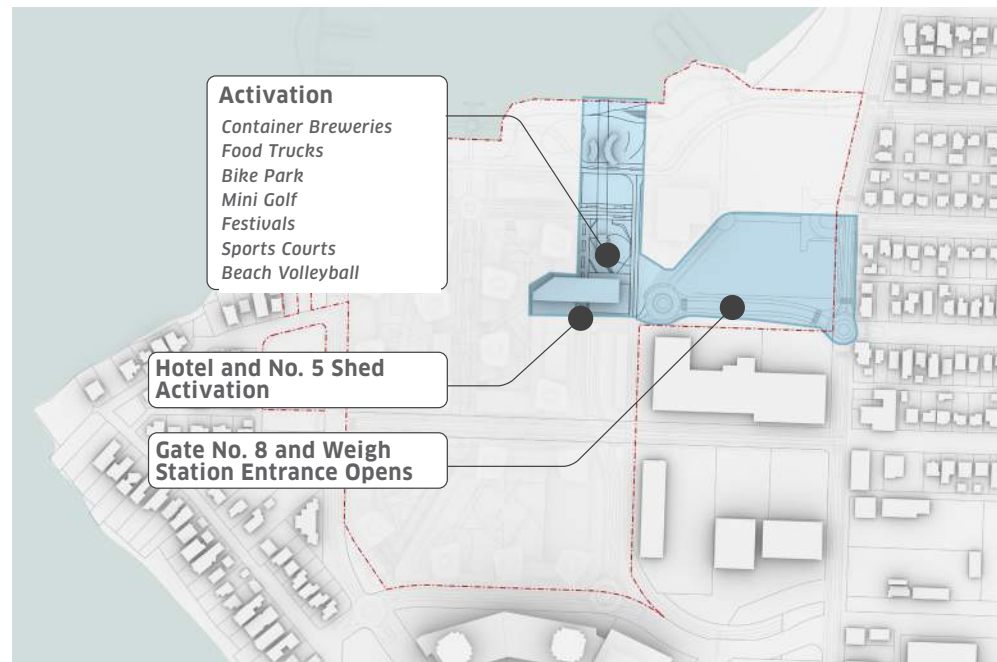 Activation
Container Breweries
Food Trucks
Bike Park
Mini Golf
Festivals
Sports Courts
Beach Volleyball
Hotel and No. 5 Shed
Activation
Gate No. 8 and Weigh
Station Entrance Opens